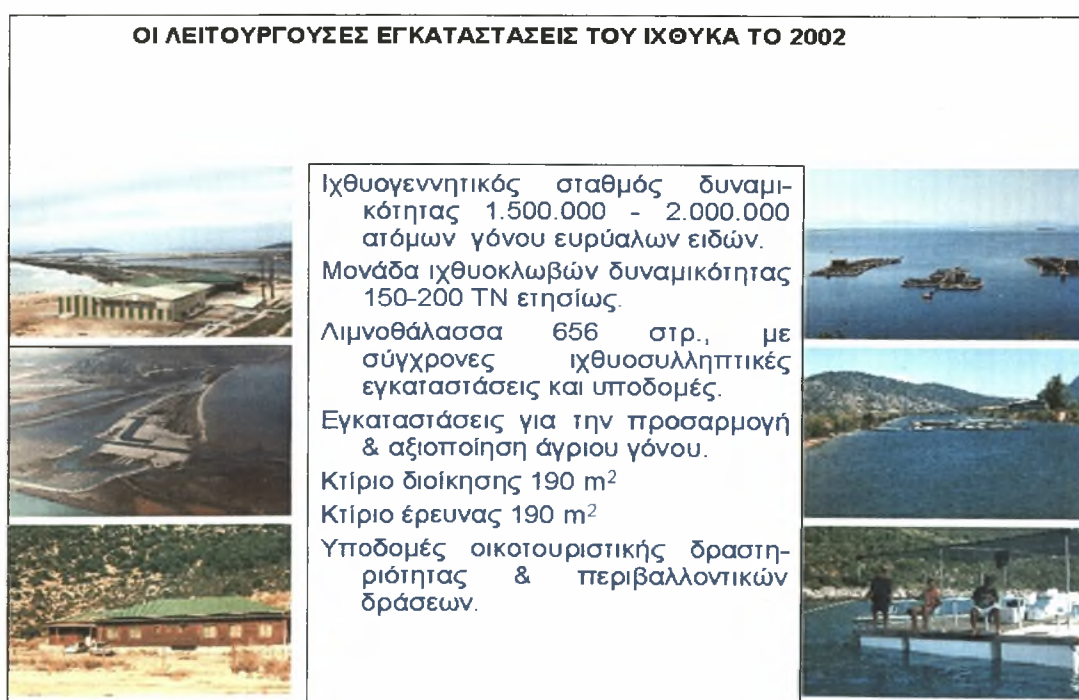 ΟΙ ΛΕΙΤΟΥΡΓΟΥΣΕΣ ΕΓΚΑΤΑΣΤΑΣΕΙΣ ΤΟΥ ΙΧΘΥΚΑ ΤΟ 2002
Ιχθυογεννητικός σταθμός δυναμι-
κότητας 1.500.000 - 2.000.000
ατόμων γόνου ευρύαλων ειδών.
Μονάδα ιχθυοκλωβών δυναμικότητας
150-200 ΤΝ ετησίως.
Λιμνοθάλασσα 656 στρ., με
σύγχρονες ιχθυοσυλληπτικές
εγκαταστάσεις και υποδομές.
Εγκαταστάσεις για την προσαρμογή
& αξιοποίηση άγριου γόνου.
Κτίριο διοίκησης 190 m²
Κτίριο έρευνας 190 m²
Υποδομές οικοτουριστικής δραστη-
ριότητας & περιβαλλοντικών
δράσεων.